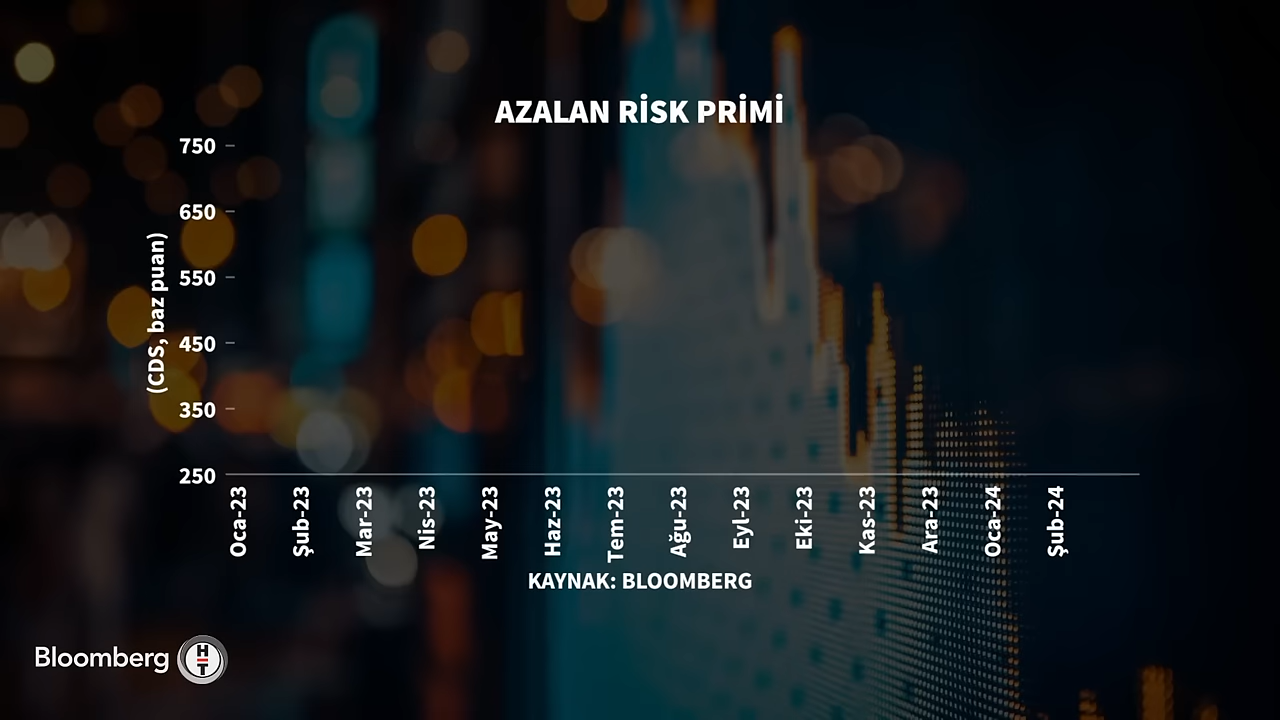 AZALAN RİSK PRİMİ
(CDS, baz puan)
750
650
550
450
350
250
Oca-23
Şub-23
Mar-23
Nis-23
May-23
Haz-23
Tem-23
Ağu-23
Eyl-23
Eki-23
Kas-23
Ara-23
Oca-24
Şub-24
KAYNAK: BLOOMBERG
Bloomberg HT